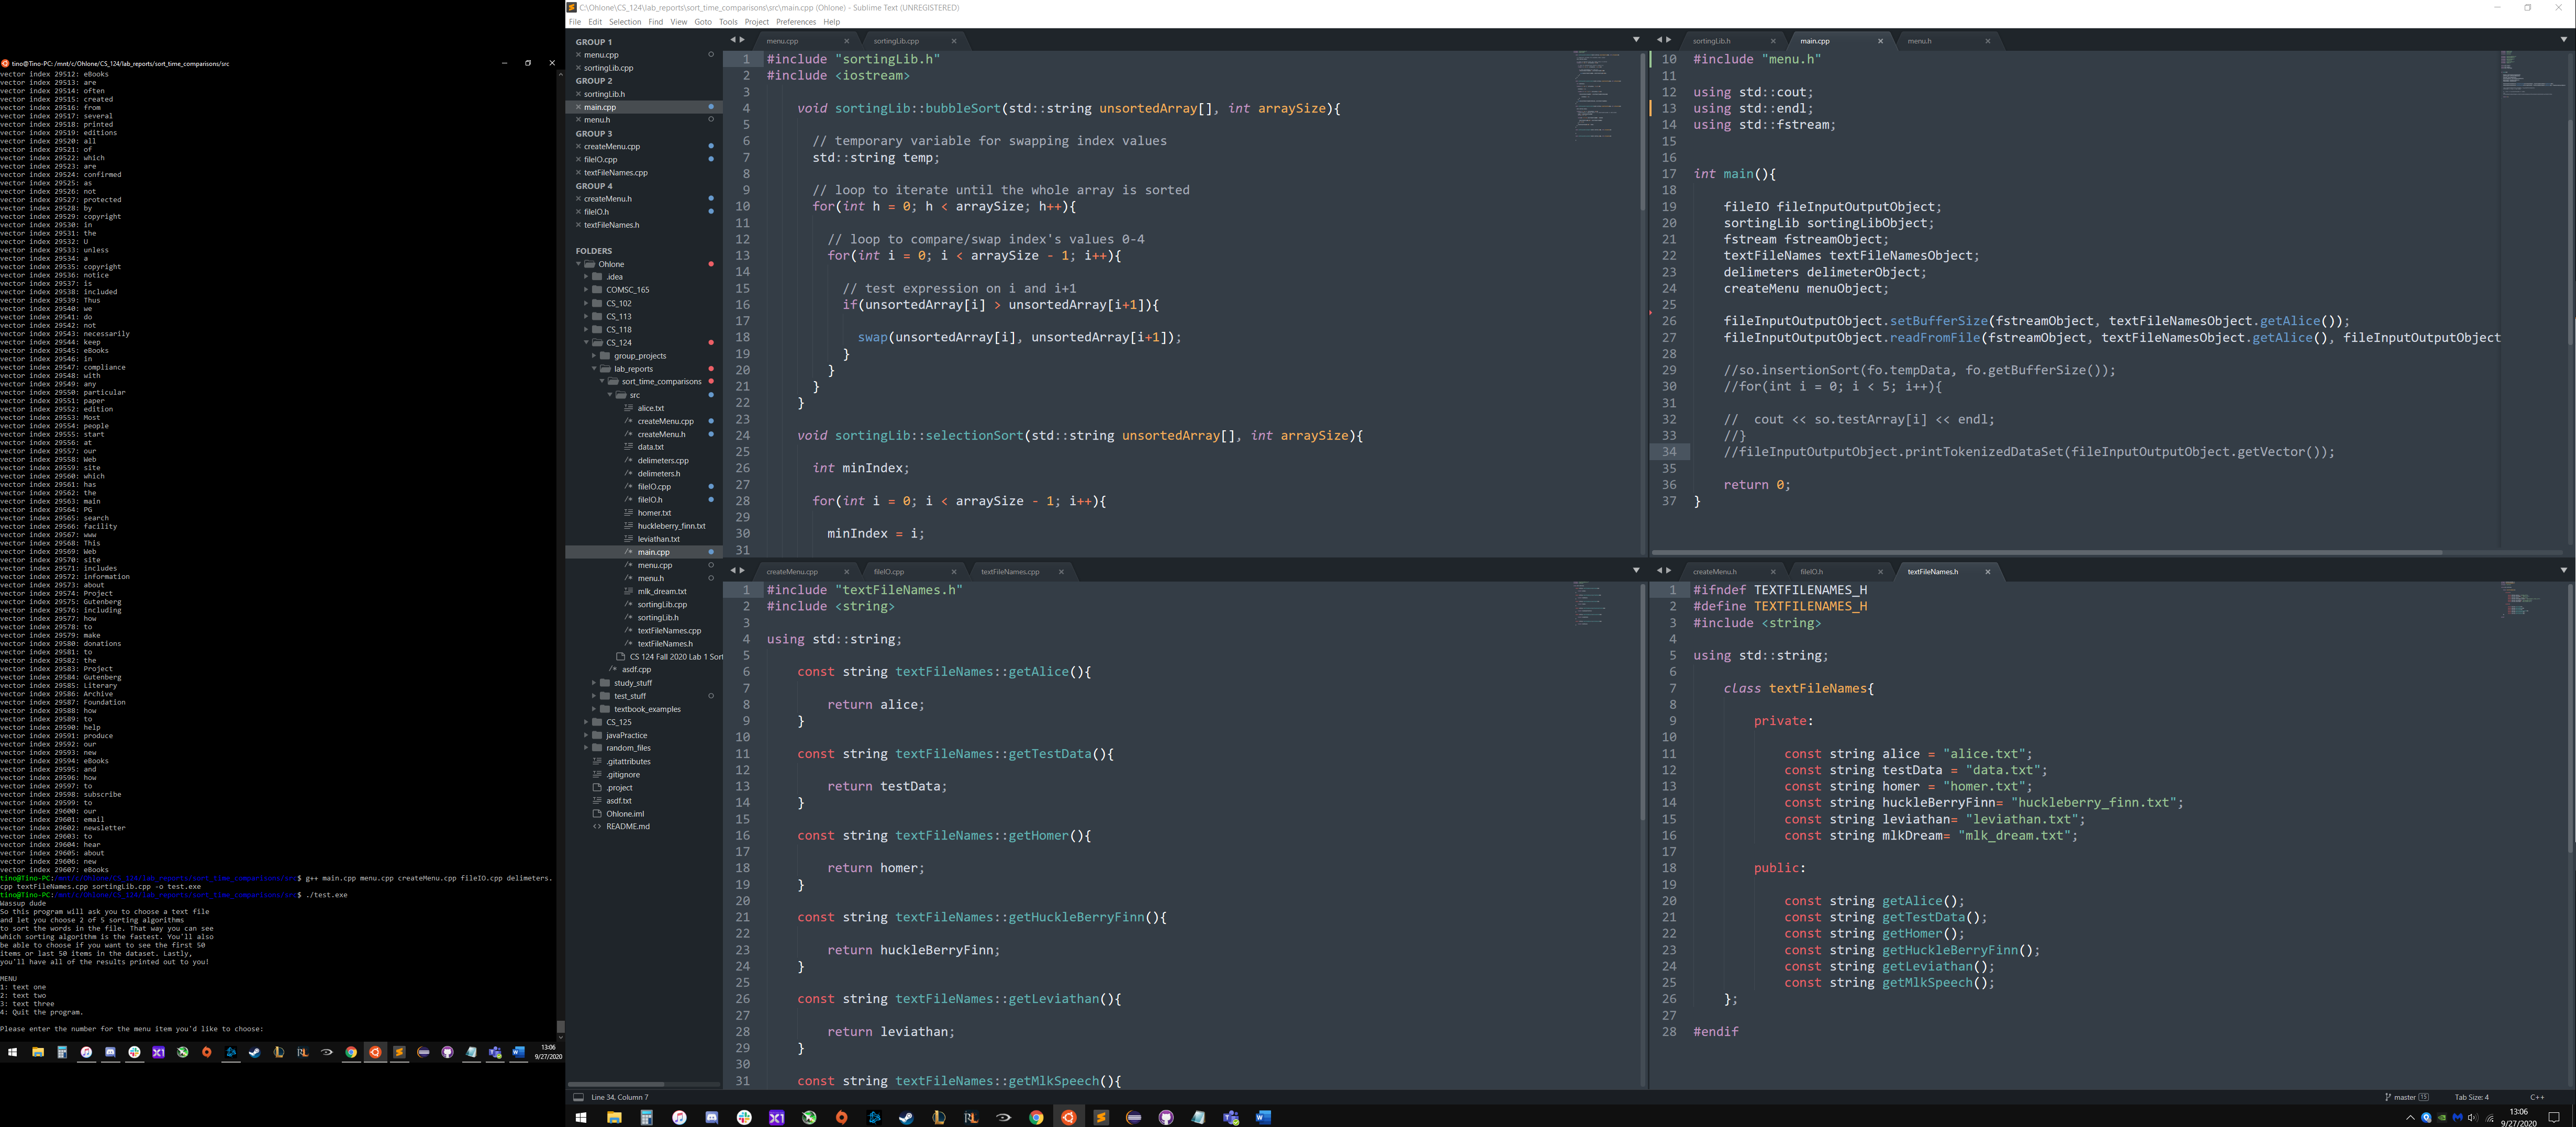 tino@Tino-PC: /mnt/c/Ohlone/CS_124/lab_reports/sort_time_comparisons/src
vector index 29512: eBooks
vector index 29513: are
vector index 29514: often
vector index 29515: created
vector index 29516: from
vector index 29517: several
vector index 29518: printed
vector index 29519: editions
vector index 29520: all
vector index 29521: of
vector index 29522: which
vector index 29523: are
vector index 29524: confirmed
vector index 29525: as
vector index 29526: not
vector index 29527: protected
vector index 29528: by
vector index 29529: copyright
vector index 29530: in
vector index 29531: the
vector index 29532: U
vector index 29533: unless
vector index 29534: a
vector index 29535: copyright
vector index 29536: notice
vector index 29537: is
vector index 29538: included
vector index 29539: Thus
vector index 29540: we
vector index 29541: do
vector index 29542: not
vector index 29543: necessarily
vector index 29544: keep
vector index 29545: eBooks
vector index 29546: in
vector index 29547: compliance
vector index 29548: with
vector index 29549: any
vector index 29550: particular
vector index 29551: paper
vector index 29552: edition
vector index 29553: Most
vector index 29554: people
vector index 29555: start
vector index 29556: at
vector index 29557: our
vector index 29558: Web
vector index 29559: site
vector index 29560: which
vector index 29561: has
vector index 29562: the
vector index 29563: main
vector index 29564: PG
vector index 29565: search
vector index 29566: facility
vector index 29567: www
vector index 29568: This
vector index 29569: Web
vector index 29570: site
vector index 29571: includes
vector index 29572: information
vector index 29573: about
vector index 29574: Project
vector index 29575: Gutenberg
vector index 29576: including
vector index 29577: how
vector index 29578: to
vector index 29579: make
vector index 29580: donations
vector index 29581: to
vector index 29582: the
vector index 29583: Project
vector index 29584: Gutenberg
vector index 29585: Literary
vector index 29586: Archive
vector index 29587: Foundation
vector index 29588: how
vector index 29589: to
vector index 29590: help
vector index 29591: produce
vector index 29592: our
vector index 29593: new
vector index 29594: eBooks
vector index 29595: and
vector index 29596: how
vector index 29597: to
vector index 29598: subscribe
vector index 29599: to
vector index 29600: our
vector index 29601: email
vector index 29602: newsletter
vector index 29603: to
vector index 29604: hear
vector index 29605: about
vector index 29606: new
vector index 29607: eBooks
tino@Tino-PC:/mnt/c/Ohlone/CS_124/lab_reports/sort_time_comparisons/src$ g++ main.cpp menu.cpp createMenu.cpp fileIO.cpp delimeters.
cpp textFileNames.cpp sortingLib.cpp -o test.exe
tino@Tino-PC:/mnt/c/Ohlone/CS_124/lab_reports/sort_time_comparisons/src$ ./test.exe
Wassup dude
So this program will ask you to choose a text file
and let you choose 2 of 5 sorting algorithms
to sort the words in the file. That way you can see
which sorting algorithm is the fastest. You'll also
be able to choose if you want to see the first 50
items or last 50 items in the dataset. Lastly,
you'll have all of the results printed out to you!
MENU
1: text one
2: text two
3: text three
4: Quit the program.
Please enter the number for the menu item you'd like to choose:
13:06
9/27/2020
C:\Ohlone\CS_124\lab_reports\sort_time_comparisons\src\main.cpp (Ohlone) - Sublime Text (UNREGISTERED)
File Edit Selection Find View Goto Tools Project Preferences Help
GROUP 1
menu.cpp
sortingLib.cpp
GROUP 2
sortingLib.h
main.cpp
menu.h
GROUP 3
createMenu.cpp
fileIO.cpp
textFileNames.cpp
GROUP 4
createMenu.h
fileIO.h
textFileNames.h
FOLDERS
Ohlone
.idea
COMSC_165
CS_102
CS_113
CS_118
CS_124
group_projects
lab_reports
sort_time_comparisons
src
alice.txt
createMenu.cpp
createMenu.h
data.txt
delimeters.cpp
delimeters.h
fileIO.cpp
fileIO.h
homer.txt
huckleberry_finn.txt
leviathan.txt
main.cpp
menu.cpp
menu.h
mlk_dream.txt
sortingLib.cpp
sortingLib.h
textFileNames.cpp
textFileNames.h
CS 124 Fall 2020 Lab 1 Sort
asdf.cpp
study_stuff
test_stuff
textbook_examples
CS_125
javaPractice
random_files
.gitattributes
.gitignore
.project
asdf.txt
Ohlone.iml
README.md
menu.cpp sortingLib.cpp
1 #include "sortingLib.h"
2 #include <iostream>
3
4 void sortingLib::bubbleSort(std::string unsortedArray[], int arraySize){
5
6 // temporary variable for swapping index values
7 std::string temp;
8
9 // loop to iterate until the whole array is sorted
10 for(int h = 0; h < arraySize; h++){
11
12 // loop to compare/swap index's values 0-4
13 for(int i = 0; i < arraySize - 1; i++){
14
15 // test expression on i and i+1
16 if(unsortedArray[i] > unsortedArray[i+1]){
17
18 swap(unsortedArray[i], unsortedArray[i+1]);
19 }
20 }
21 }
22 }
23
24 void sortingLib::selectionSort(std::string unsortedArray[], int arraySize){
25
26 int minIndex;
27
28 for(int i = 0; i < arraySize - 1; i++){
29
30 minIndex = i;
31
sortingLib.h main.cpp menu.h
10 #include "menu.h"
11
12 using std::cout;
13 using std::endl;
14 using std::fstream;
15
16
17 int main(){
18
19 fileIO fileInputOutputObject;
20 sortingLib sortingLibObject;
21 fstream fstreamObject;
22 textFileNames textFileNamesObject;
23 delimeters delimeterObject;
24 createMenu menuObject;
25
26 fileInputOutputObject.setBufferSize(fstreamObject, textFileNamesObject.getAlice());
27 fileInputOutputObject.readFromFile(fstreamObject, textFileNamesObject.getAlice(), fileInputOutputObject
28
29 //so.insertionSort(fo.tempData, fo.getBufferSize());
30 //for(int i = 0; i < 5; i++){
31
32 // cout << so.testArray[i] << endl;
33 //}
34 //fileInputOutputObject.printTokenizedDataSet(fileInputOutputObject.getVector());
35
36 return 0;
37 }
createMenu.cpp fileIO.cpp textFileNames.cpp
1 #include "textFileNames.h"
2 #include <string>
3
4 using std::string;
5
6 const string textFileNames::getAlice(){
7
8 return alice;
9 }
10
11 const string textFileNames::getTestData(){
12
13 return testData;
14 }
15
16 const string textFileNames::getHomer(){
17
18 return homer;
19 }
20
21 const string textFileNames::getHuckleBerryFinn(){
22
23 return huckleBerryFinn;
24 }
25
26 const string textFileNames::getLeviathan(){
27
28 return leviathan;
29 }
30
31 const string textFileNames::getMlkSpeech(){
createMenu.h fileIO.h textFileNames.h
1 #ifndef TEXTFILENAMES_H
2 #define TEXTFILENAMES_H
3 #include <string>
4
5 using std::string;
6
7 class textFileNames{
8
9 private:
10
11 const string alice = "alice.txt";
12 const string testData = "data.txt";
13 const string homer = "homer.txt";
14 const string huckleBerryFinn= "huckleberry_finn.txt";
15 const string leviathan= "leviathan.txt";
16 const string mlkDream= "mlk_dream.txt";
17
18 public:
19
20 const string getAlice();
21 const string getTestData();
22 const string getHomer();
23 const string getHuckleBerryFinn();
24 const string getLeviathan();
25 const string getMlkSpeech();
26 };
27
28 #endif
Line 34, Column 7
master 15
Tab Size: 4
C++
13:06
9/27/2020